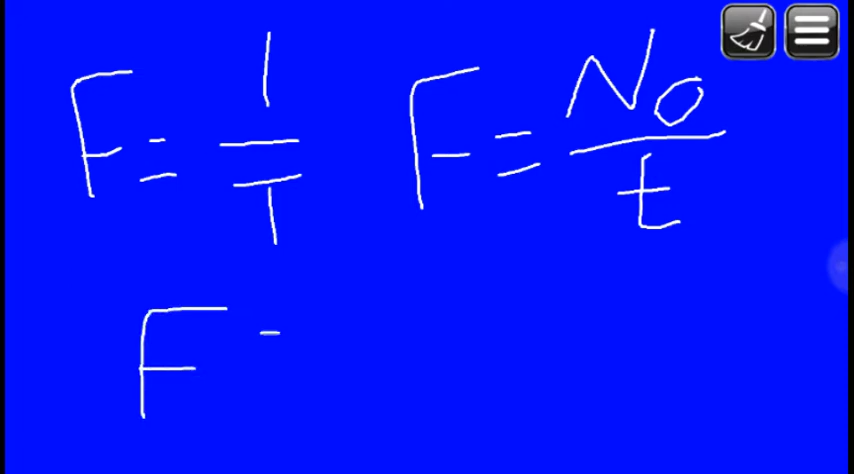 F = 1/T F = No/t
F -